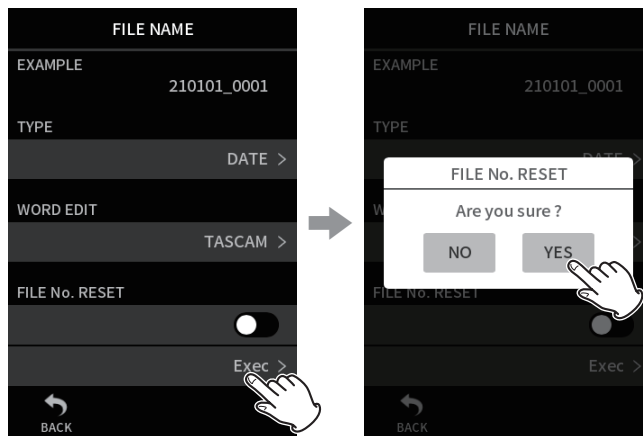 FILE NAME
EXAMPLE
210101_0001
TYPE
DATE >
WORD EDIT
TASCAM >
FILE No. RESET
Exec >
BACK
FILE NAME
EXAMPLE
210101_0001
TYPE
DATE >
FILE No. RESET
Are you sure ?
NO YES
FILE No. RESET
Exec >
BACK